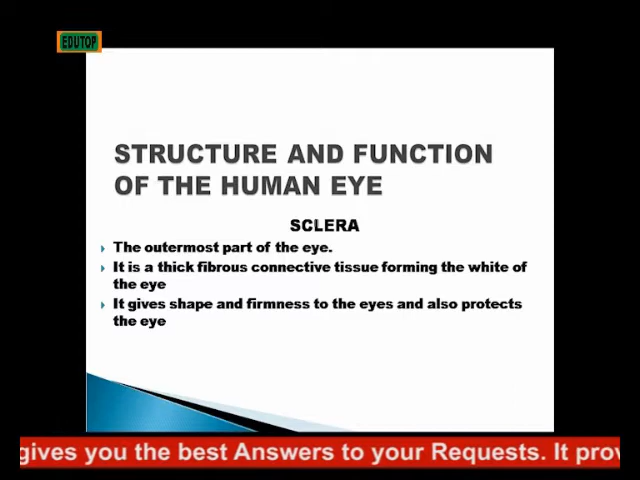 EDUTOP
STRUCTURE AND FUNCTION
OF THE HUMAN EYE
SCLERA
The outermost part of the eye.
It is a thick fibrous connective tissue forming the white of
the eye
It gives shape and firmness to the eyes and also protects
the eye
gives you the best Answers to your Requests. It prov